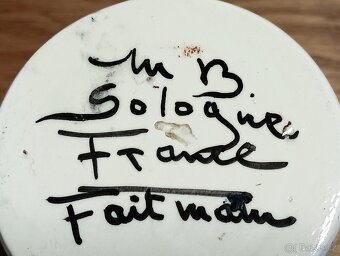 M B
Sologne
France
Fait main